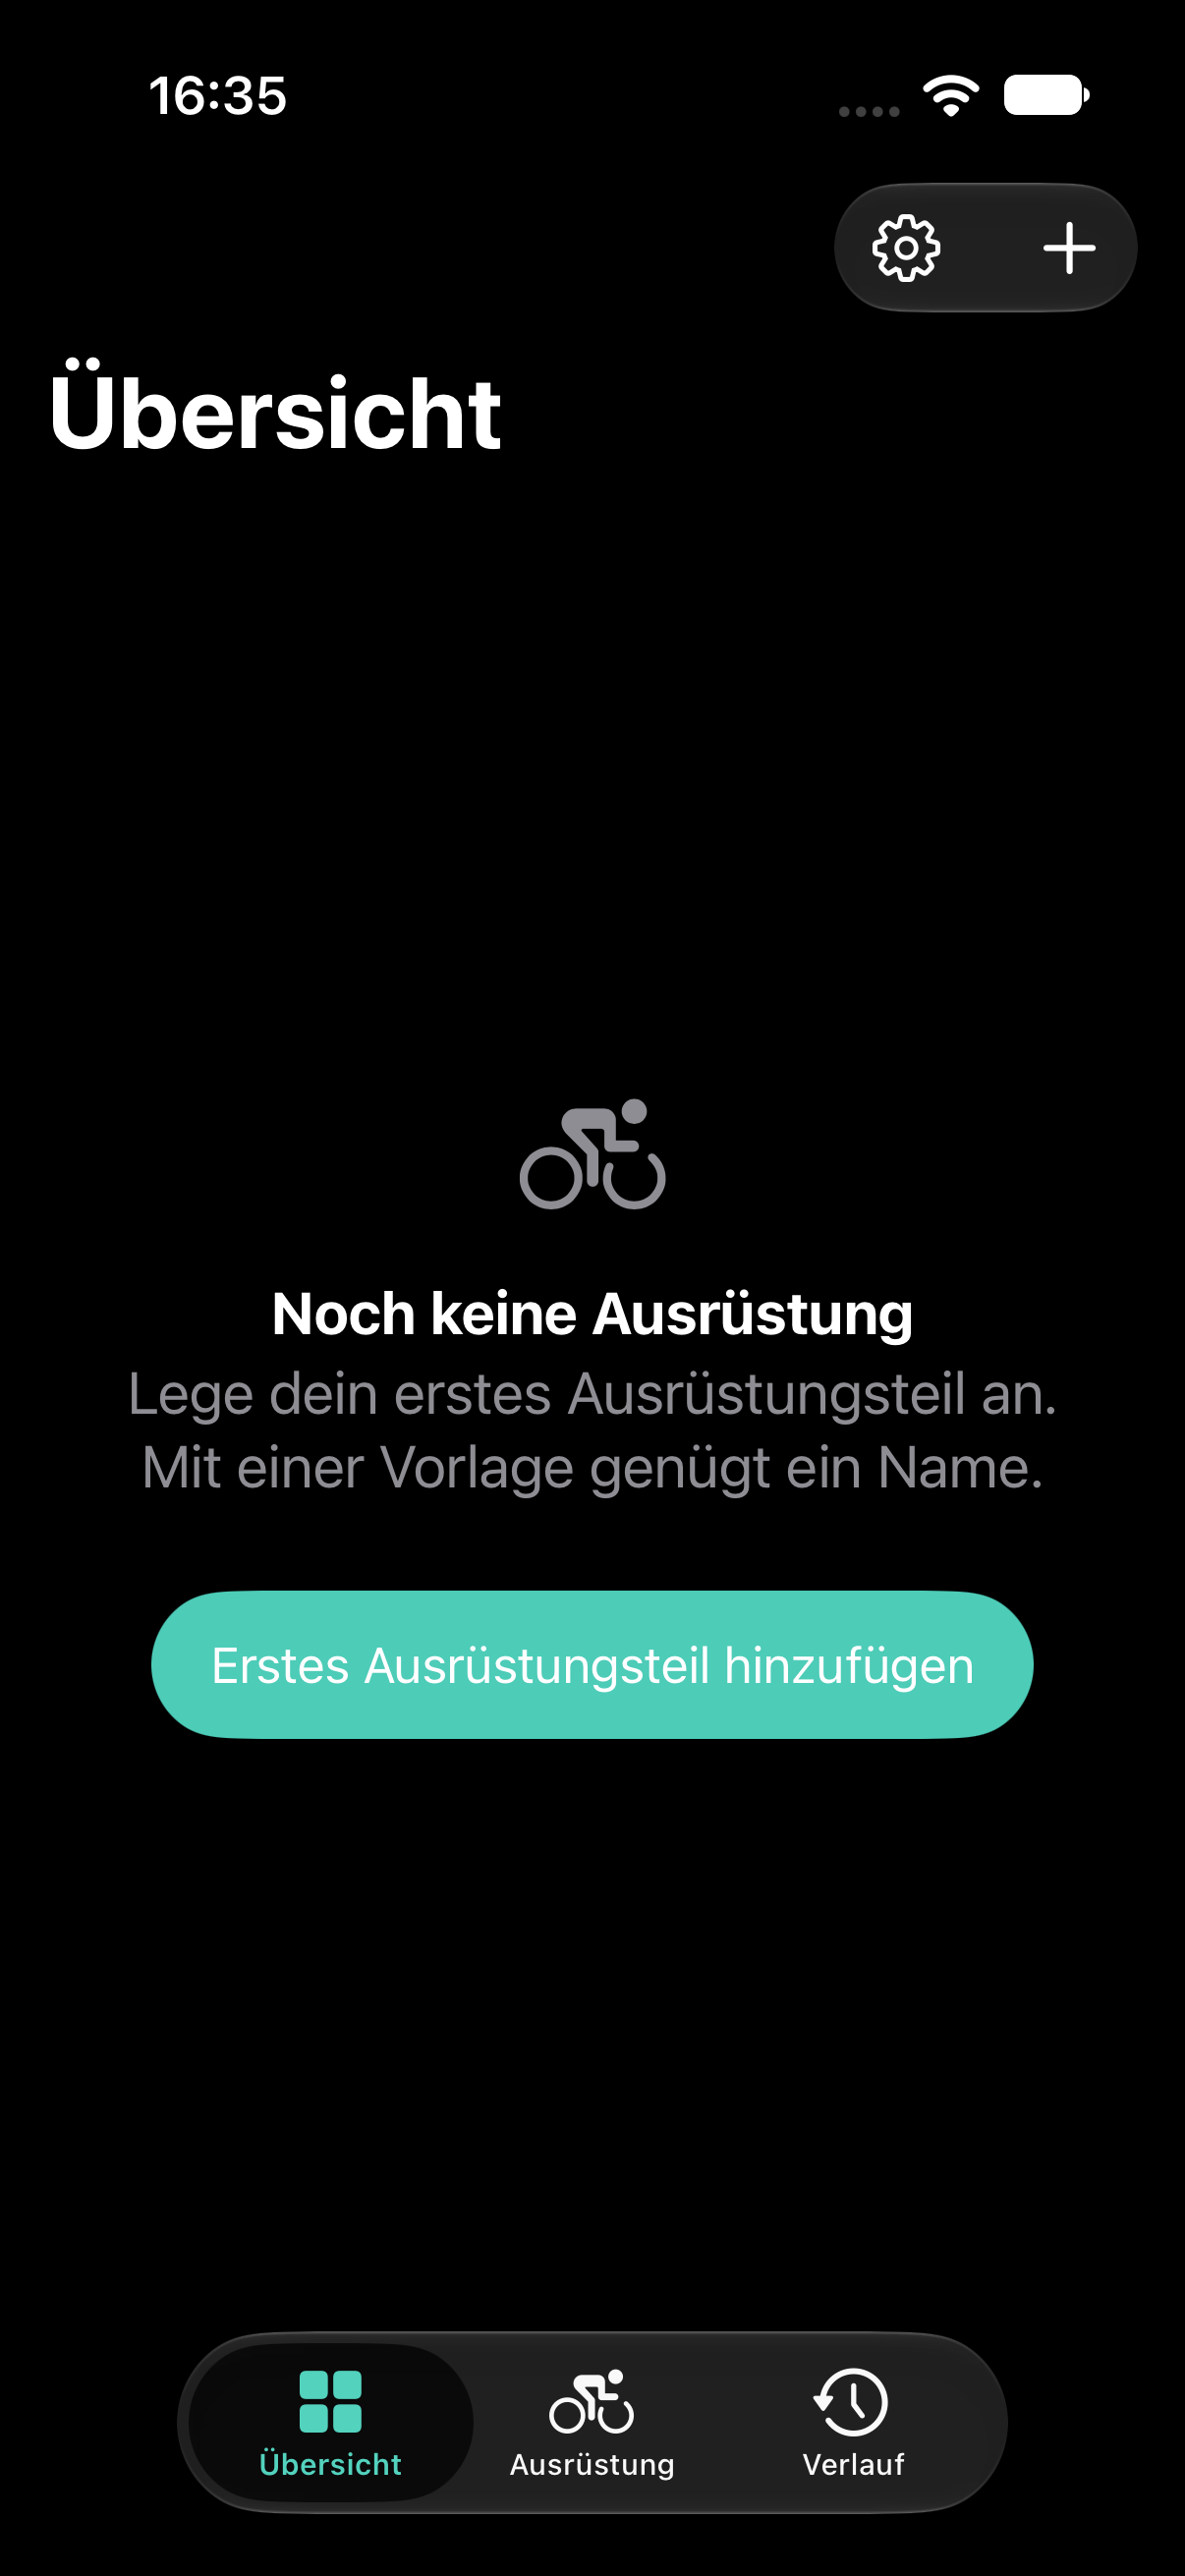 16:35
Übersicht
Noch keine Ausrüstung
Lege dein erstes Ausrüstungsteil an.
Mit einer Vorlage genügt ein Name.
Erstes Ausrüstungsteil hinzufügen
Übersicht
Ausrüstung
Verlauf